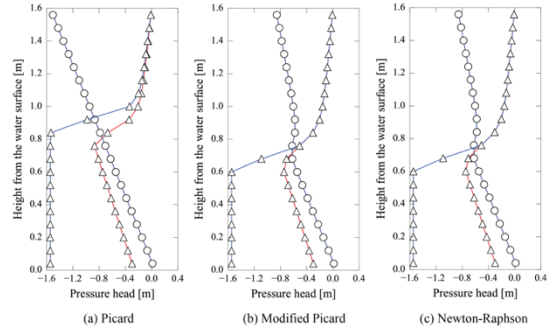 Height from the water surface [m]
1.6
1.4
1.2
1.0
0.8
0.6
0.4
0.2
0.0
−1.6 −1.2 −0.8 −0.4 0.0 0.4
Pressure head [m]
(a) Picard
Height from the water surface [m]
1.6
1.4
1.2
1.0
0.8
0.6
0.4
0.2
0.0
−1.6 −1.2 −0.8 −0.4 0.0 0.4
Pressure head [m]
(b) Modified Picard
Height from the water surface [m]
1.6
1.4
1.2
1.0
0.8
0.6
0.4
0.2
0.0
−1.6 −1.2 −0.8 −0.4 0.0 0.4
Pressure head [m]
(c) Newton-Raphson